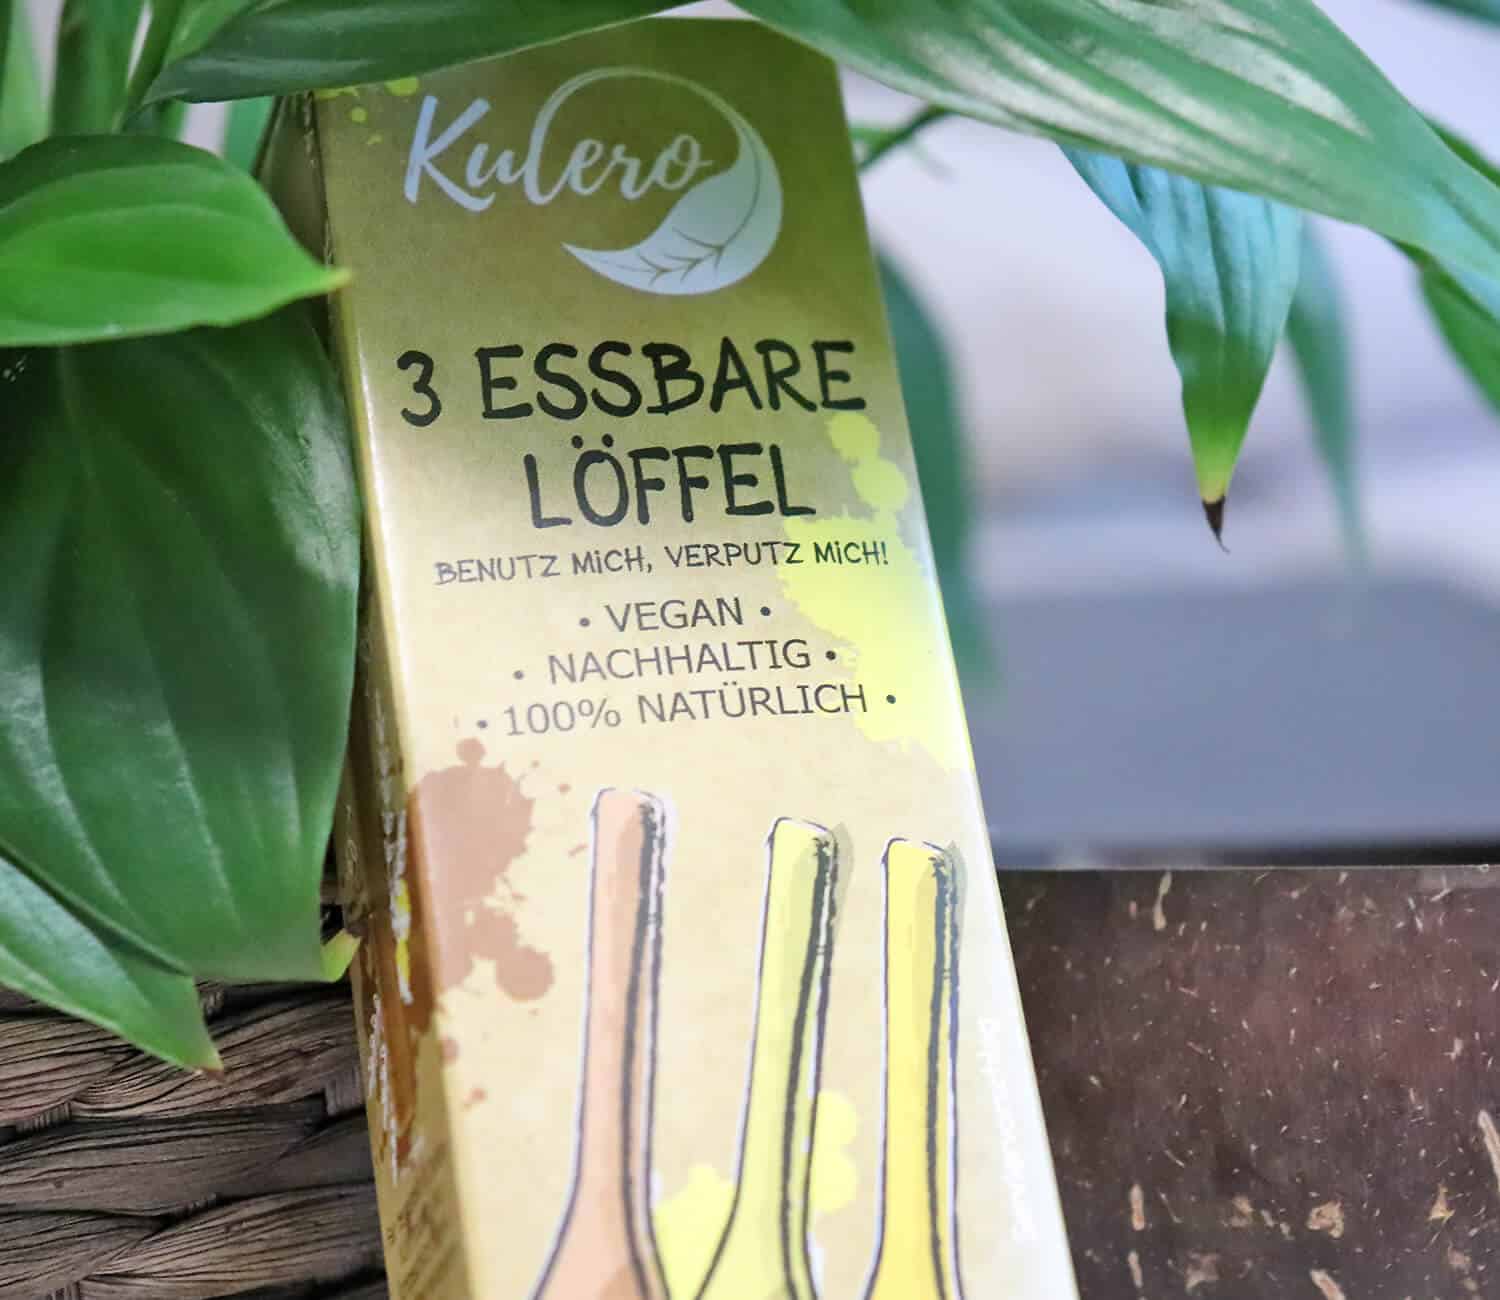 Kulero
3 ESSBARE
LÖFFEL
BENUTZ MiCH, VERPUTZ MiCH!
• VEGAN •
• NACHHALTIG •
• 100% NATÜRLICH •